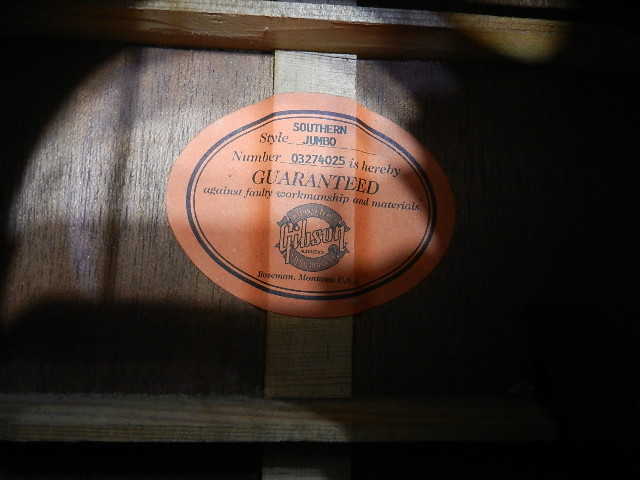 SOUTHERN
Style JUMBO
Number 03274025 is hereby
GUARANTEED
against faulty workmanship and materials.
Gibson
Bozeman, Montana U.S.A.